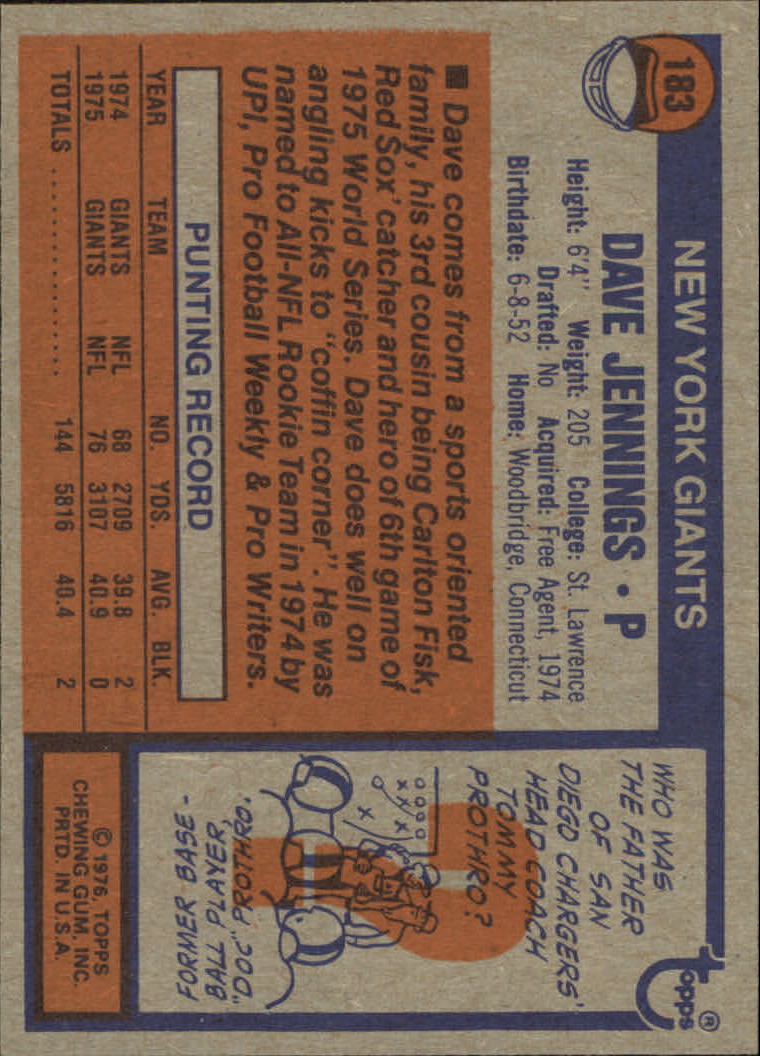 183
NEW YORK GIANTS
DAVE JENNINGS • P
Height: 6'4" Weight: 205 College: St. Lawrence
Drafted: No Acquired: Free Agent, 1974
Birthdate: 6-8-52 Home: Woodbridge, Connecticut
■ Dave comes from a sports oriented
family, his 3rd cousin being Carlton Fisk,
Red Sox' catcher and hero of 6th game of
1975 World Series. Dave does well on
angling kicks to "coffin corner". He was
named to All-NFL Rookie Team in 1974 by
UPI, Pro Football Weekly & Pro Writers.
PUNTING RECORD
YEAR TEAM NO. YDS. AVG. BLK.
1974 GIANTS NFL 68 2709 39.8 2
1975 GIANTS NFL 76 3107 40.9 0
TOTALS .................... 144 5816 40.4 2
topps®
WHO WAS
THE FATHER
OF SAN
DIEGO CHARGERS'
HEAD COACH
TOMMY
PROTHRO?
FORMER BASE-
BALL PLAYER,
"DOC" PROTHRO.
© 1976, TOPPS
CHEWING GUM, INC.
PRTD. IN U.S.A.